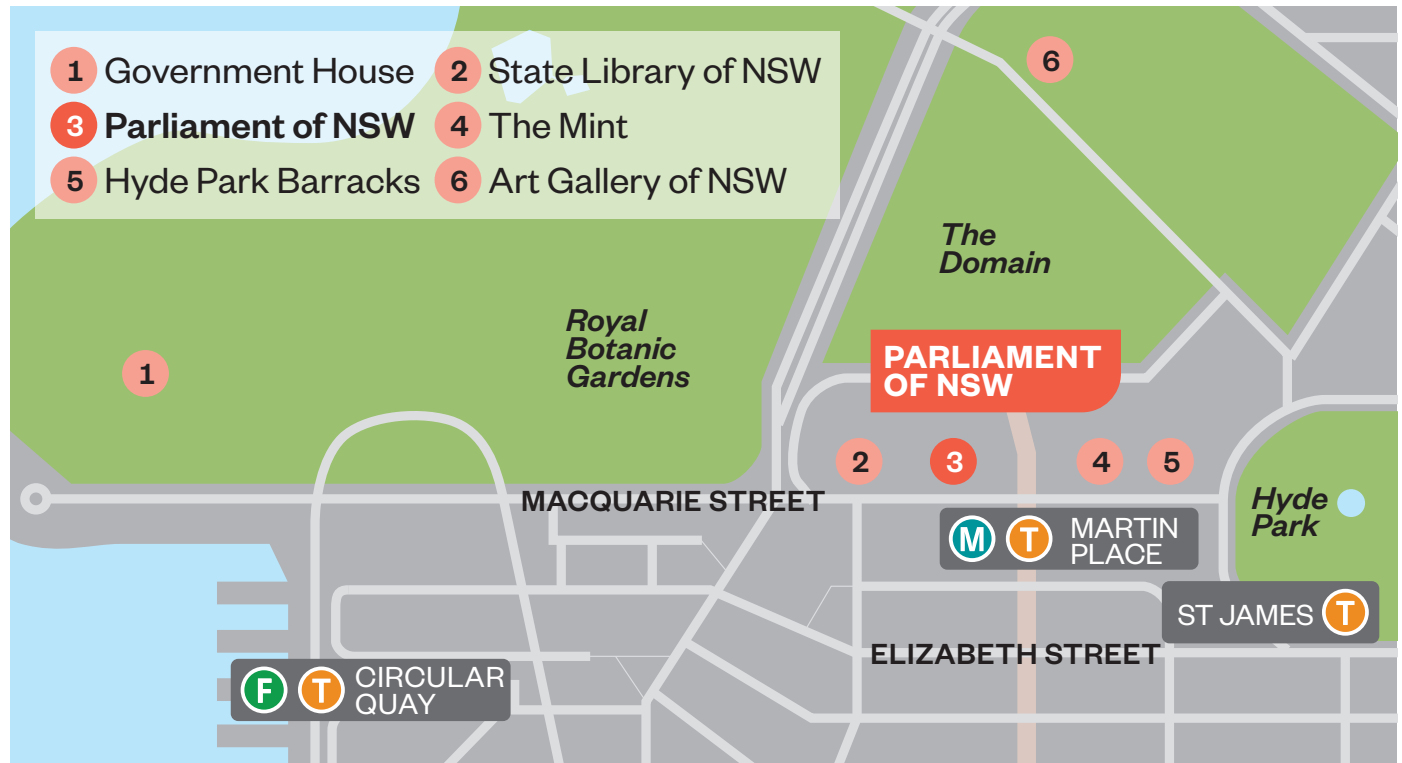 1 Government House
2 State Library of NSW
3 Parliament of NSW
4 The Mint
5 Hyde Park Barracks
6 Art Gallery of NSW
6
The
Domain
Royal
Botanic
Gardens
1
PARLIAMENT
OF NSW
2
3
4
5
MACQUARIE STREET
Hyde
Park
M T MARTIN
PLACE
ST JAMES T
ELIZABETH STREET
F T CIRCULAR
QUAY